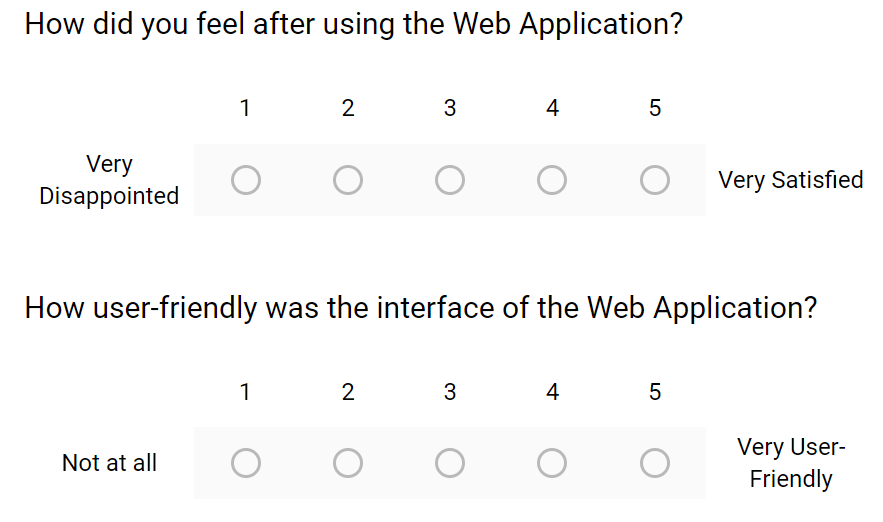 How did you feel after using the Web Application?
1 2 3 4 5
Very
Disappointed
Very Satisfied
How user-friendly was the interface of the Web Application?
1 2 3 4 5
Not at all
Very User-
Friendly